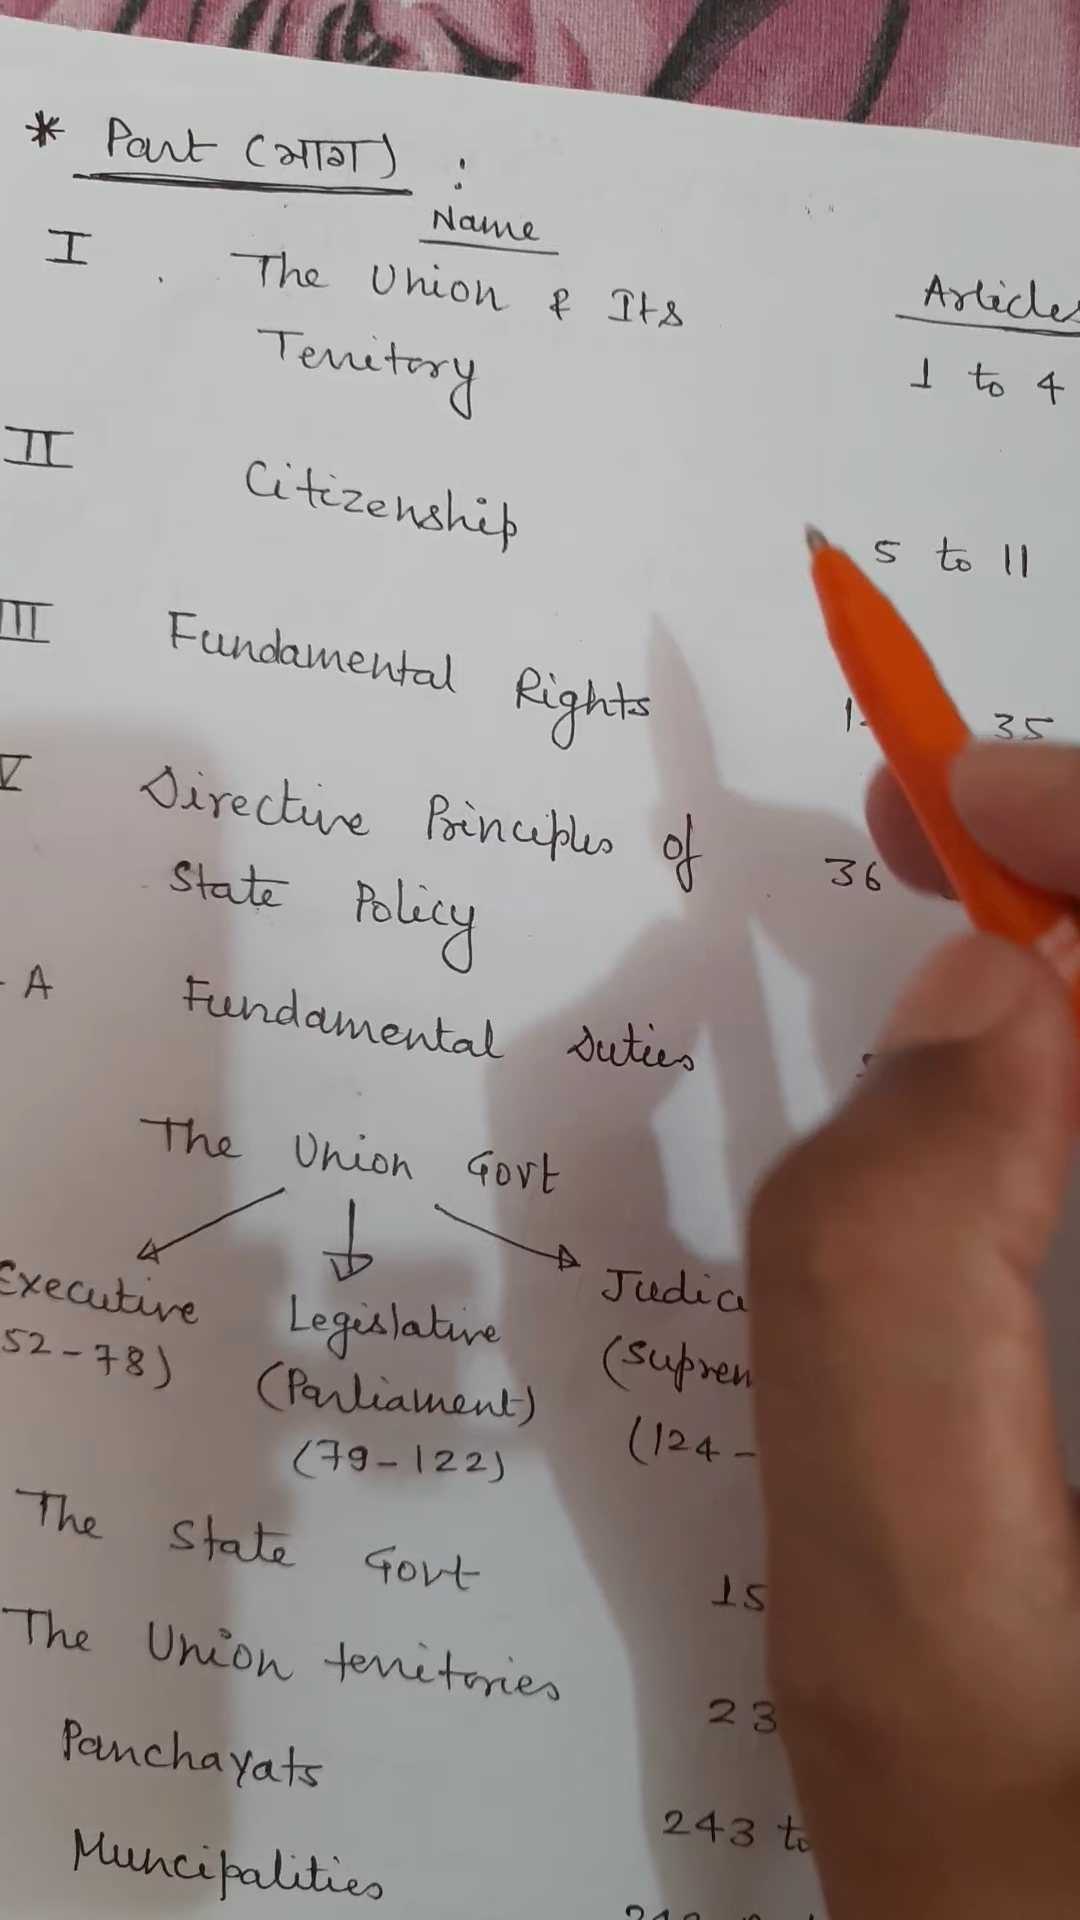 * Part (भाग) :
Name
Articles
I The Union & Its
Territory
1 to 4
II Citizenship
5 to 11
III Fundamental Rights
35
V Directive Principles of
State Policy
36
- A Fundamental Duties
The Union Govt
Executive
52-78)
Legislative
(Parliament)
(79-122)
(124 -
The State Govt
15
The Union territories
23
Panchayats
243 to
Muncipalities